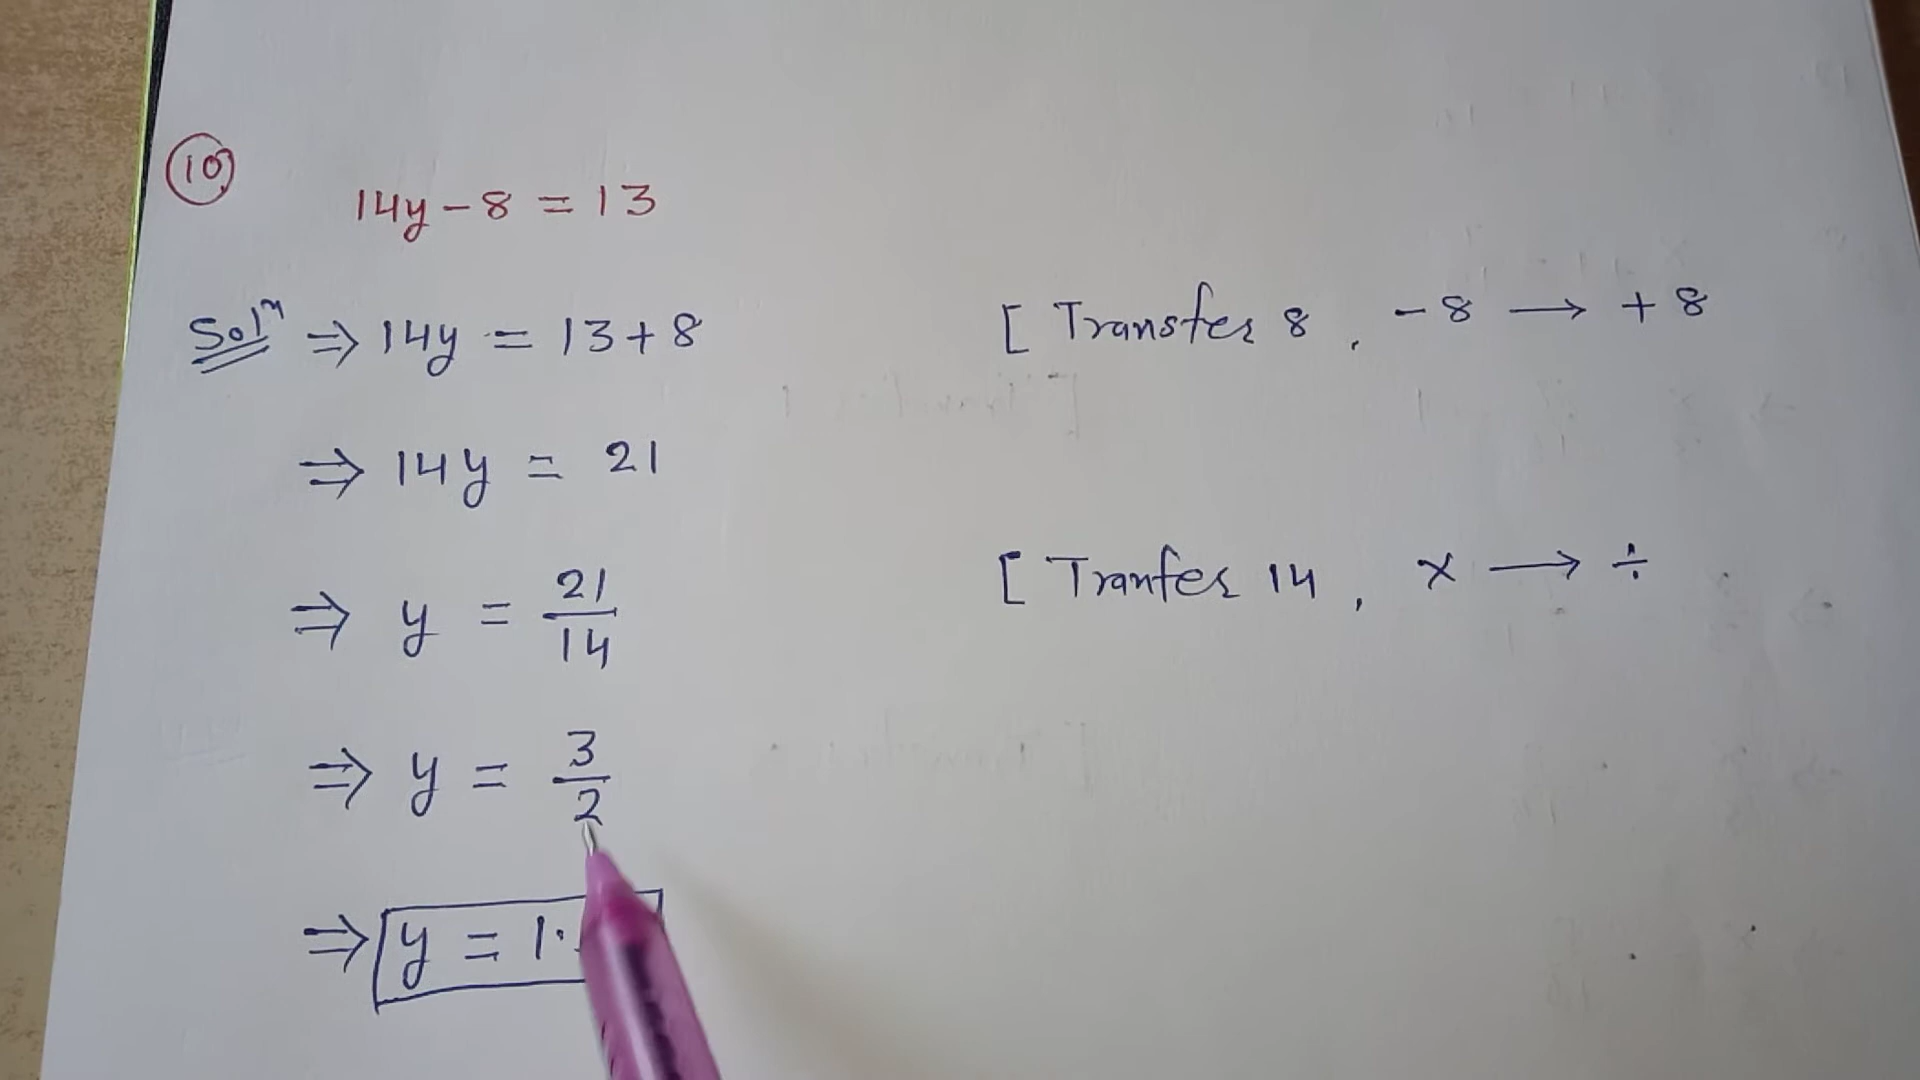 10
14y - 8 = 13
Solⁿ ⇒ 14y = 13 + 8 [ Transfer 8 , - 8 ⟶ + 8
⇒ 14y = 21
⇒ y = 21/14 [ Tranfer 14 , × ⟶ ÷
⇒ y = 3/2
⇒ y = 1.